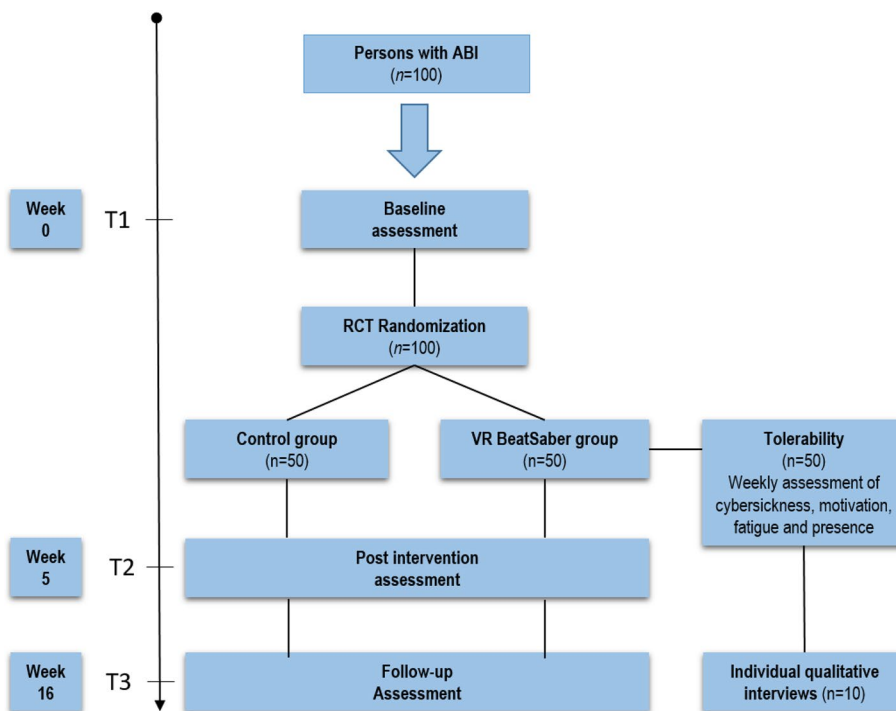 Persons with ABI
(n=100)
Week
0
T1
Baseline
assessment
RCT Randomization
(n=100)
Control group
(n=50)
VR BeatSaber group
(n=50)
Tolerability
(n=50)
Weekly assessment of
cybersickness, motivation,
fatigue and presence
Week
5
T2
Post intervention
assessment
Week
16
T3
Follow-up
Assessment
Individual qualitative
interviews (n=10)